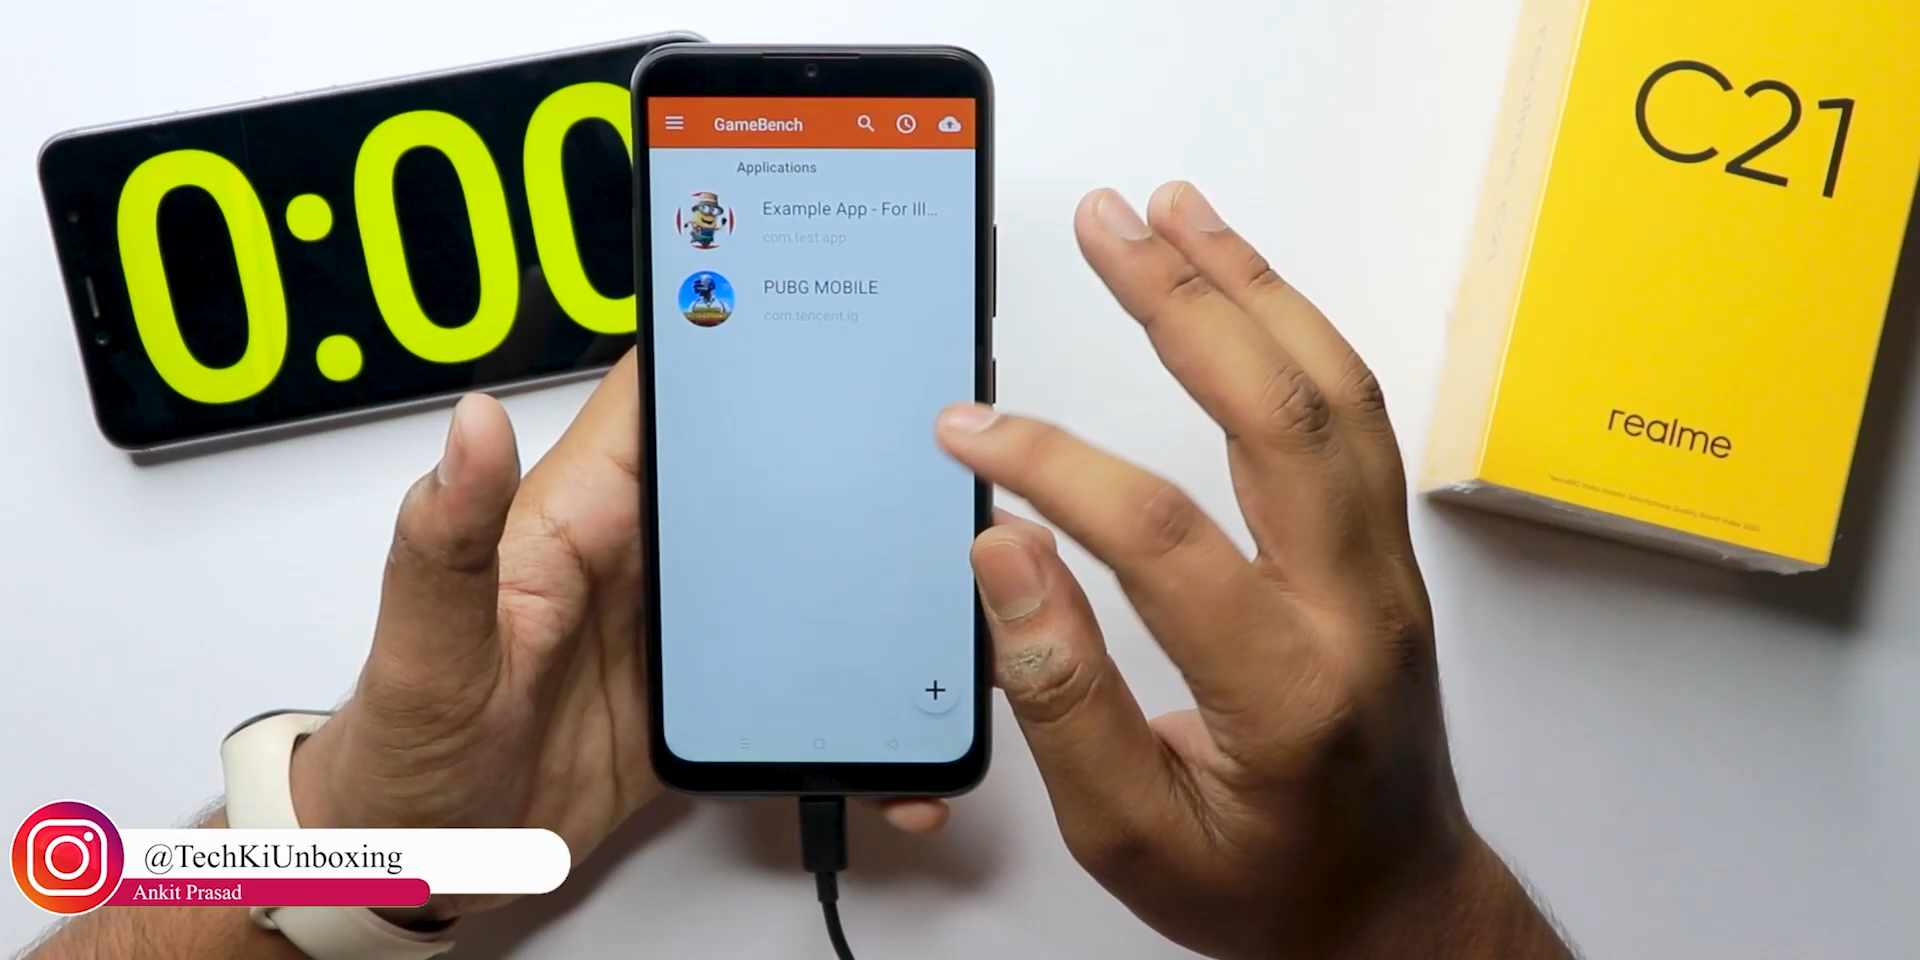 0:00
GameBench
Applications
Example App - For Ill...
com.test.app
PUBG MOBILE
com.tencent.ig
C21
realme
@TechKiUnboxing
Ankit Prasad